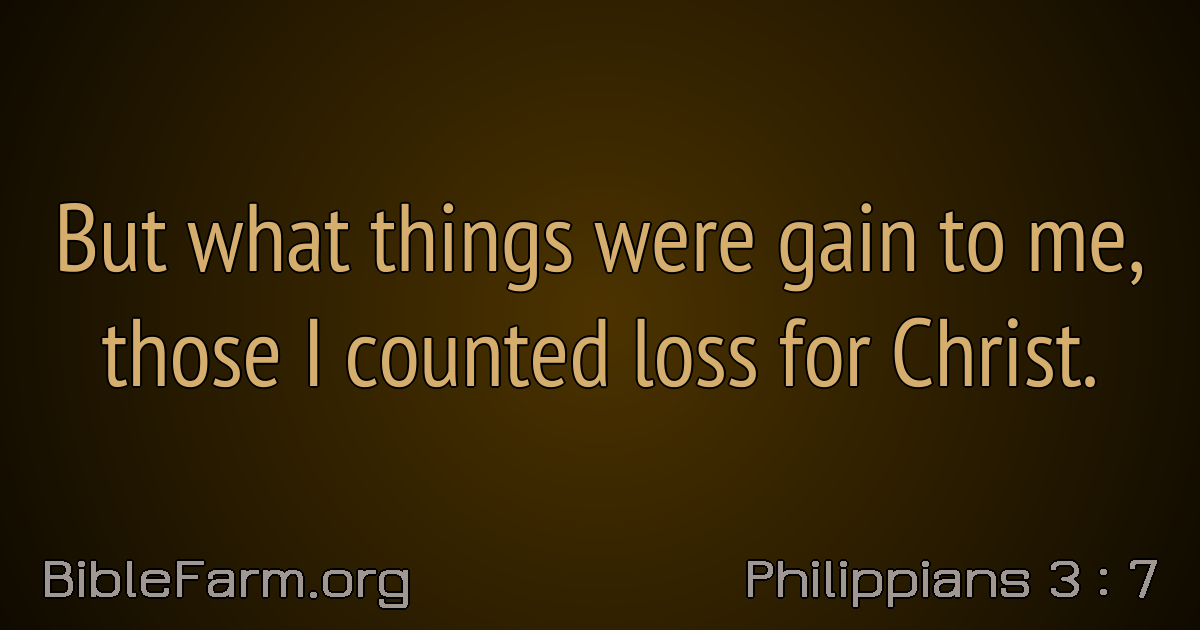 But what things were gain to me,
those I counted loss for Christ.
BibleFarm.org
Philippians 3 : 7